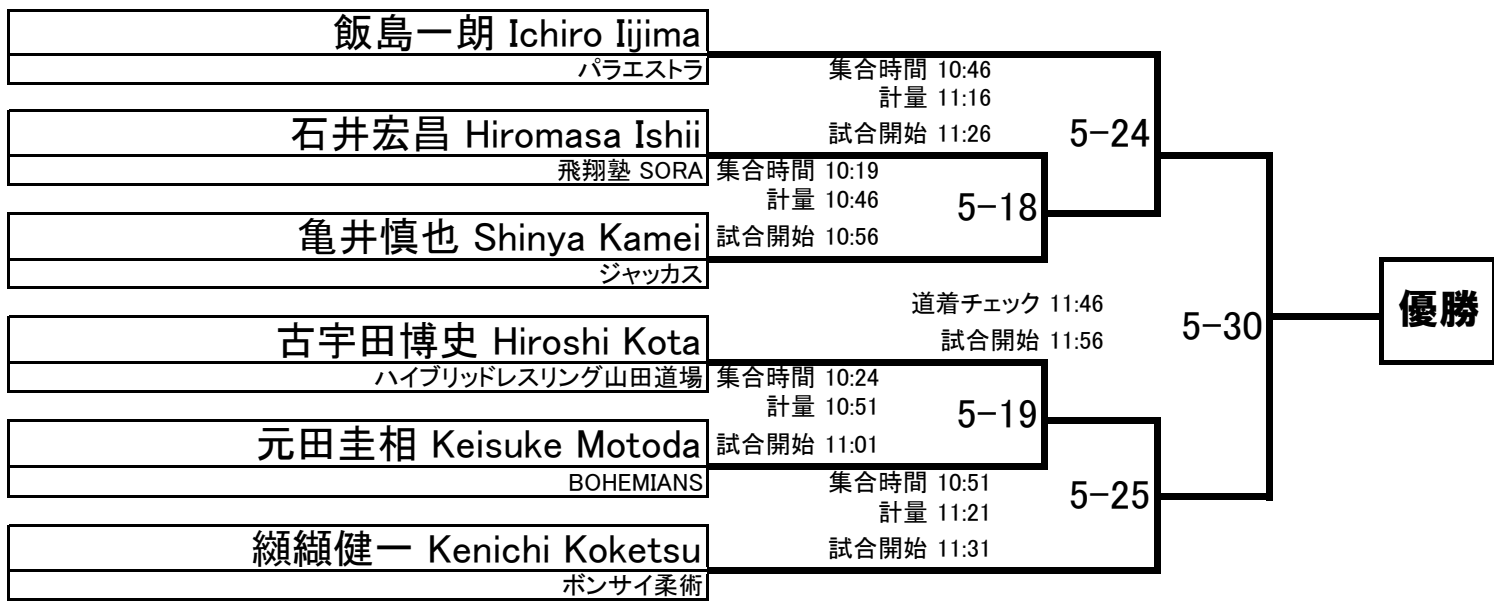 飯島一朗 Ichiro Iijima
パラエストラ
集合時間 10:46
計量 11:16
試合開始 11:26
5-24
石井宏昌 Hiromasa Ishii
飛翔塾 SORA
集合時間 10:19
計量 10:46
試合開始 10:56
5-18
亀井慎也 Shinya Kamei
ジャッカス
道着チェック 11:46
試合開始 11:56
5-30
優勝
古宇田博史 Hiroshi Kota
ハイブリッドレスリング山田道場
集合時間 10:24
計量 10:51
試合開始 11:01
5-19
元田圭相 Keisuke Motoda
BOHEMIANS
集合時間 10:51
計量 11:21
試合開始 11:31
5-25
纐纈健一 Kenichi Koketsu
ボンサイ柔術